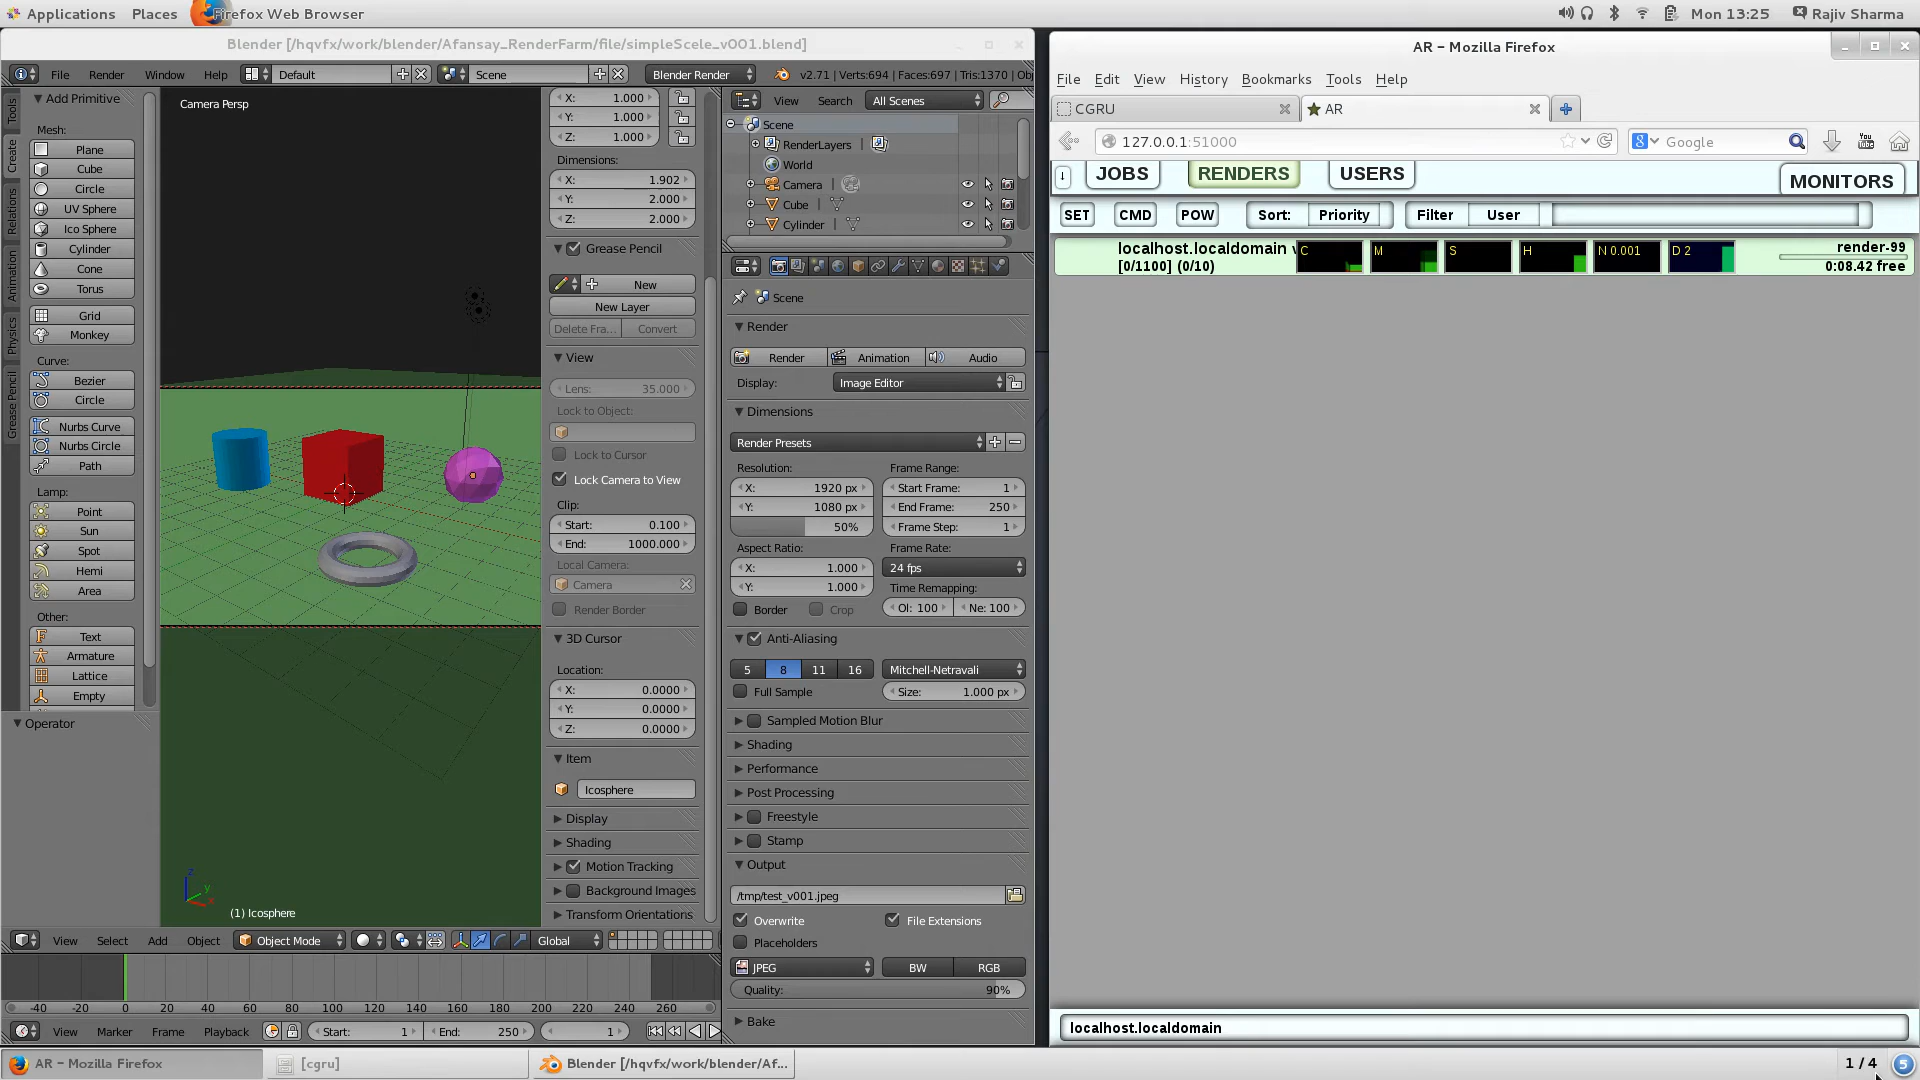 Applications Places Firefox Web Browser Mon 13:25 Rajiv Sharma
Blender [/hqvfx/work/blender/Afansay_RenderFarm/file/simpleScele_v001.blend]
File Render Window Help Default Scene Blender Render v2.71 | Verts:694 | Faces:697 | Tris:1370 | Obj
Tools
Create
Relations
Animation
Physics
Grease Pencil
Add Primitive
Mesh:
Plane
Cube
Circle
UV Sphere
Ico Sphere
Cylinder
Cone
Torus
Grid
Monkey
Curve:
Bezier
Circle
Nurbs Curve
Nurbs Circle
Path
Lamp:
Point
Sun
Spot
Hemi
Area
Other:
Text
Armature
Lattice
Empty
Operator
Camera Persp
z
y
x
(1) Icosphere
X: 1.000
Y: 1.000
Z: 1.000
Dimensions:
X: 1.902
Y: 2.000
Z: 2.000
Grease Pencil
New
New Layer
Delete Fra... Convert
View
Lens: 35.000
Lock to Object:
Lock to Cursor
Lock Camera to View
Clip:
Start: 0.100
End: 1000.000
Local Camera:
Camera
Render Border
3D Cursor
Location:
X: 0.0000
Y: 0.0000
Z: 0.0000
Item
Icosphere
Display
Shading
Motion Tracking
Background Images
Transform Orientations
View Select Add Object Object Mode Global
-40 -20 0 20 40 60 80 100 120 140 160 180 200 220 240 260
View Marker Frame Playback Start: 1 End: 250 1
View Search All Scenes
Scene
RenderLayers
World
Camera
Cube
Cylinder
Scene
Render
Render Animation Audio
Display: Image Editor
Dimensions
Render Presets
Resolution: Frame Range:
X: 1920 px Start Frame: 1
Y: 1080 px End Frame: 250
50% Frame Step: 1
Aspect Ratio: Frame Rate:
X: 1.000 24 fps
Y: 1.000 Time Remapping:
Border Crop Ol: 100 Ne: 100
Anti-Aliasing
5 8 11 16 Mitchell-Netravali
Full Sample Size: 1.000 px
Sampled Motion Blur
Shading
Performance
Post Processing
Freestyle
Stamp
Output
/tmp/test_v001.jpeg
Overwrite File Extensions
Placeholders
JPEG BW RGB
Quality: 90%
Bake
AR - Mozilla Firefox
File Edit View History Bookmarks Tools Help
CGRU AR
127.0.0.1:51000 Google You Tube
↓ JOBS RENDERS USERS MONITORS
SET CMD POW Sort: Priority Filter User
localhost.localdomain v C M S H N 0.001 D 2 render-99
[0/1100] (0/10) 0:08.42 free
localhost.localdomain
AR - Mozilla Firefox [cgru] Blender [/hqvfx/work/blender/Af... 1 / 4 5